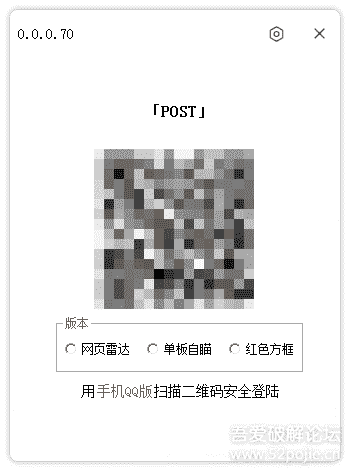 0.0.0.70
「POST」
版本
网页雷达 单板自瞄 红色方框
用手机QQ版扫描二维码安全登陆
吾爱破解论坛
www.52pojie.cn